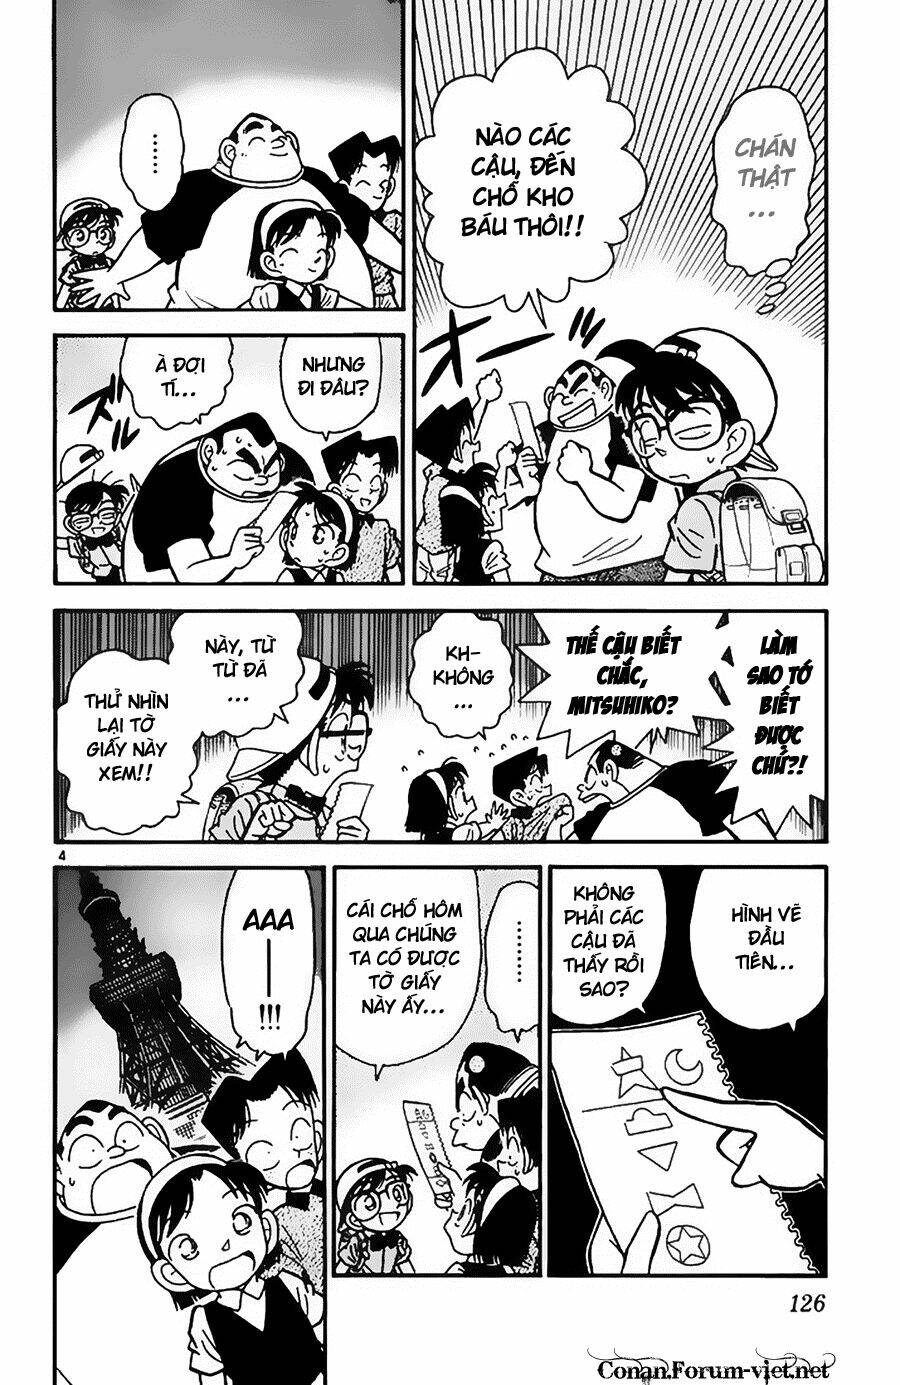 CHÁN
THẬT
...
NÀO CÁC
CẬU, ĐẾN
CHỖ KHO
BÁU THÔI!!
......
NHƯNG
ĐI ĐÂU?
À ĐỢI
TÍ...
LÀM
SAO TỚ
BIẾT
ĐƯỢC
CHỨ?!
THẾ CẬU BIẾT
CHẮC,
MITSUHIKO?
KH-
KHÔNG
...
NÀY, TỪ
TỪ ĐÃ
...
THỬ NHÌN
LẠI TỜ
GIẤY NÀY
XEM!!
4
HÌNH VẼ
ĐẦU
TIÊN...
KHÔNG
PHẢI CÁC
CẬU ĐÃ
THẤY RỒI
SAO?
......
CÁI CHỖ HÔM
QUA CHÚNG
TA CÓ ĐƯỢC
TỜ GIẤY
NÀY ẤY...
AAA
—
!!!
126
Conan.Forum-viet.net